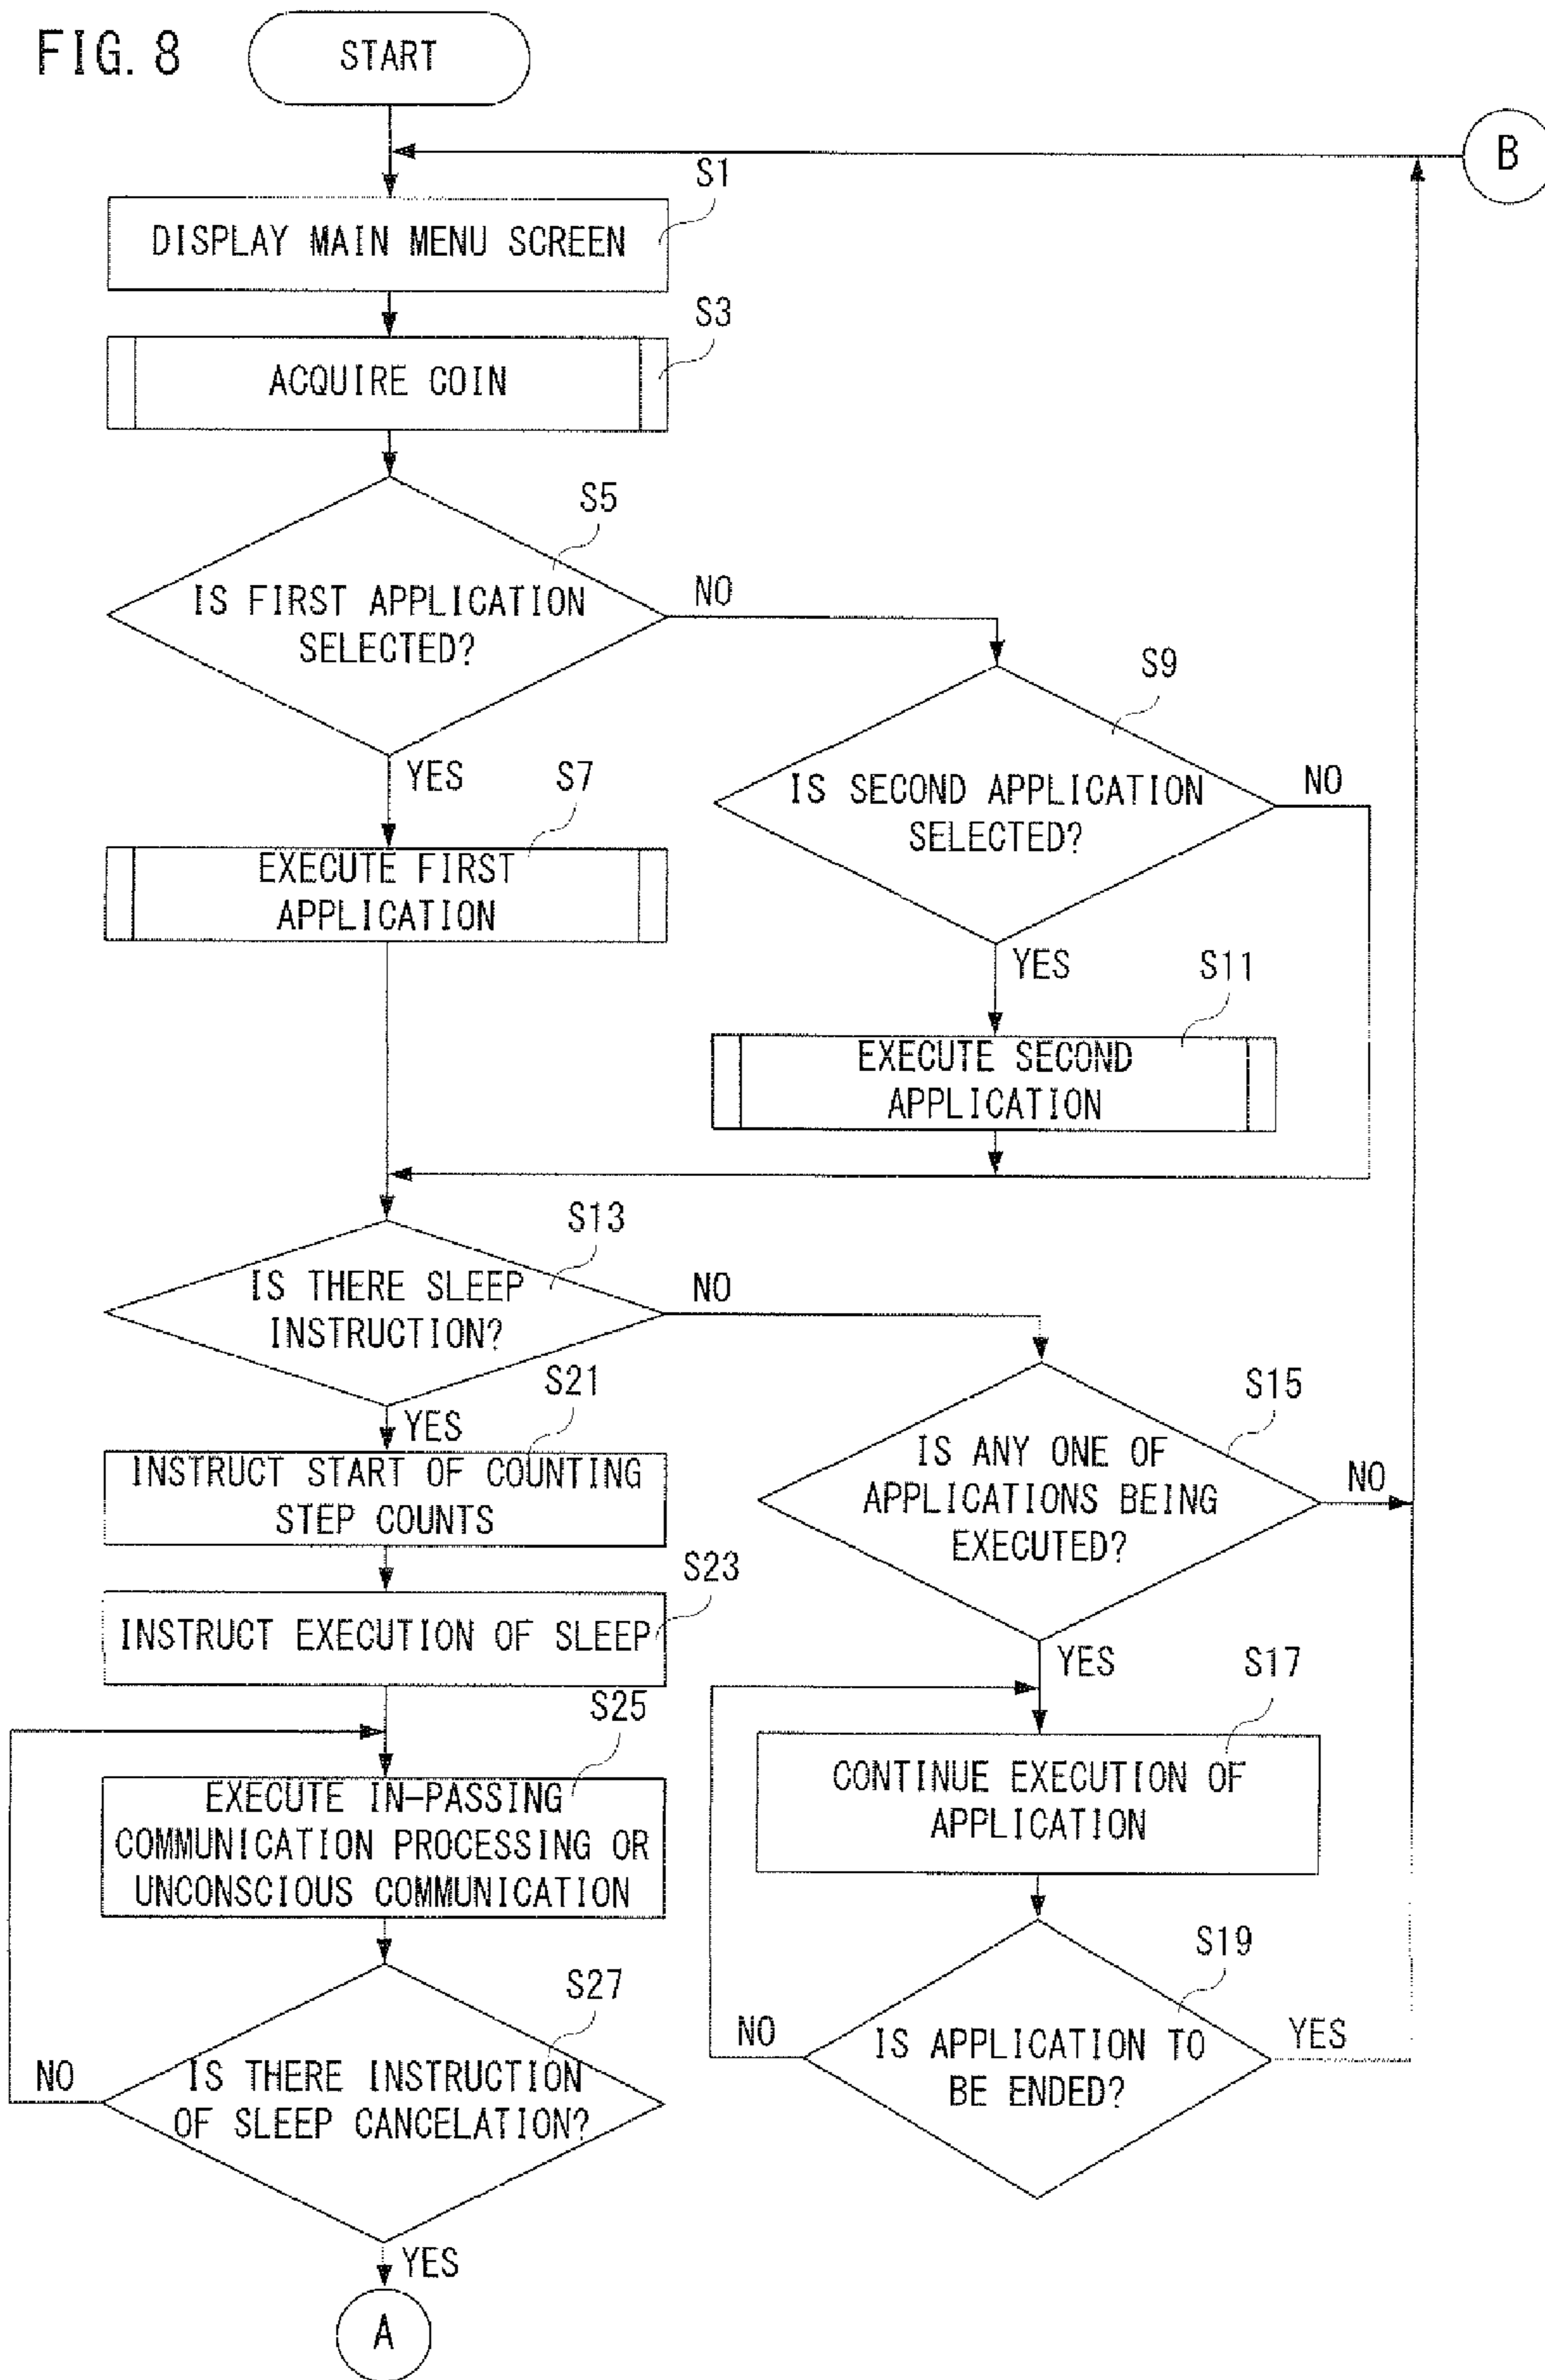 FIG. 8
START
B
S1
DISPLAY MAIN MENU SCREEN
S3
ACQUIRE COIN
S5
IS FIRST APPLICATION
SELECTED?
NO
YES
S9
IS SECOND APPLICATION
SELECTED?
NO
YES
S7
EXECUTE FIRST
APPLICATION
S11
EXECUTE SECOND
APPLICATION
S13
IS THERE SLEEP
INSTRUCTION?
NO
YES
S15
IS ANY ONE OF
APPLICATIONS BEING
EXECUTED?
NO
YES
S21
INSTRUCT START OF COUNTING
STEP COUNTS
S23
INSTRUCT EXECUTION OF SLEEP
S17
CONTINUE EXECUTION OF
APPLICATION
S25
EXECUTE IN-PASSING
COMMUNICATION PROCESSING OR
UNCONSCIOUS COMMUNICATION
S19
IS APPLICATION TO
BE ENDED?
NO
YES
S27
IS THERE INSTRUCTION
OF SLEEP CANCELATION?
NO
YES
A